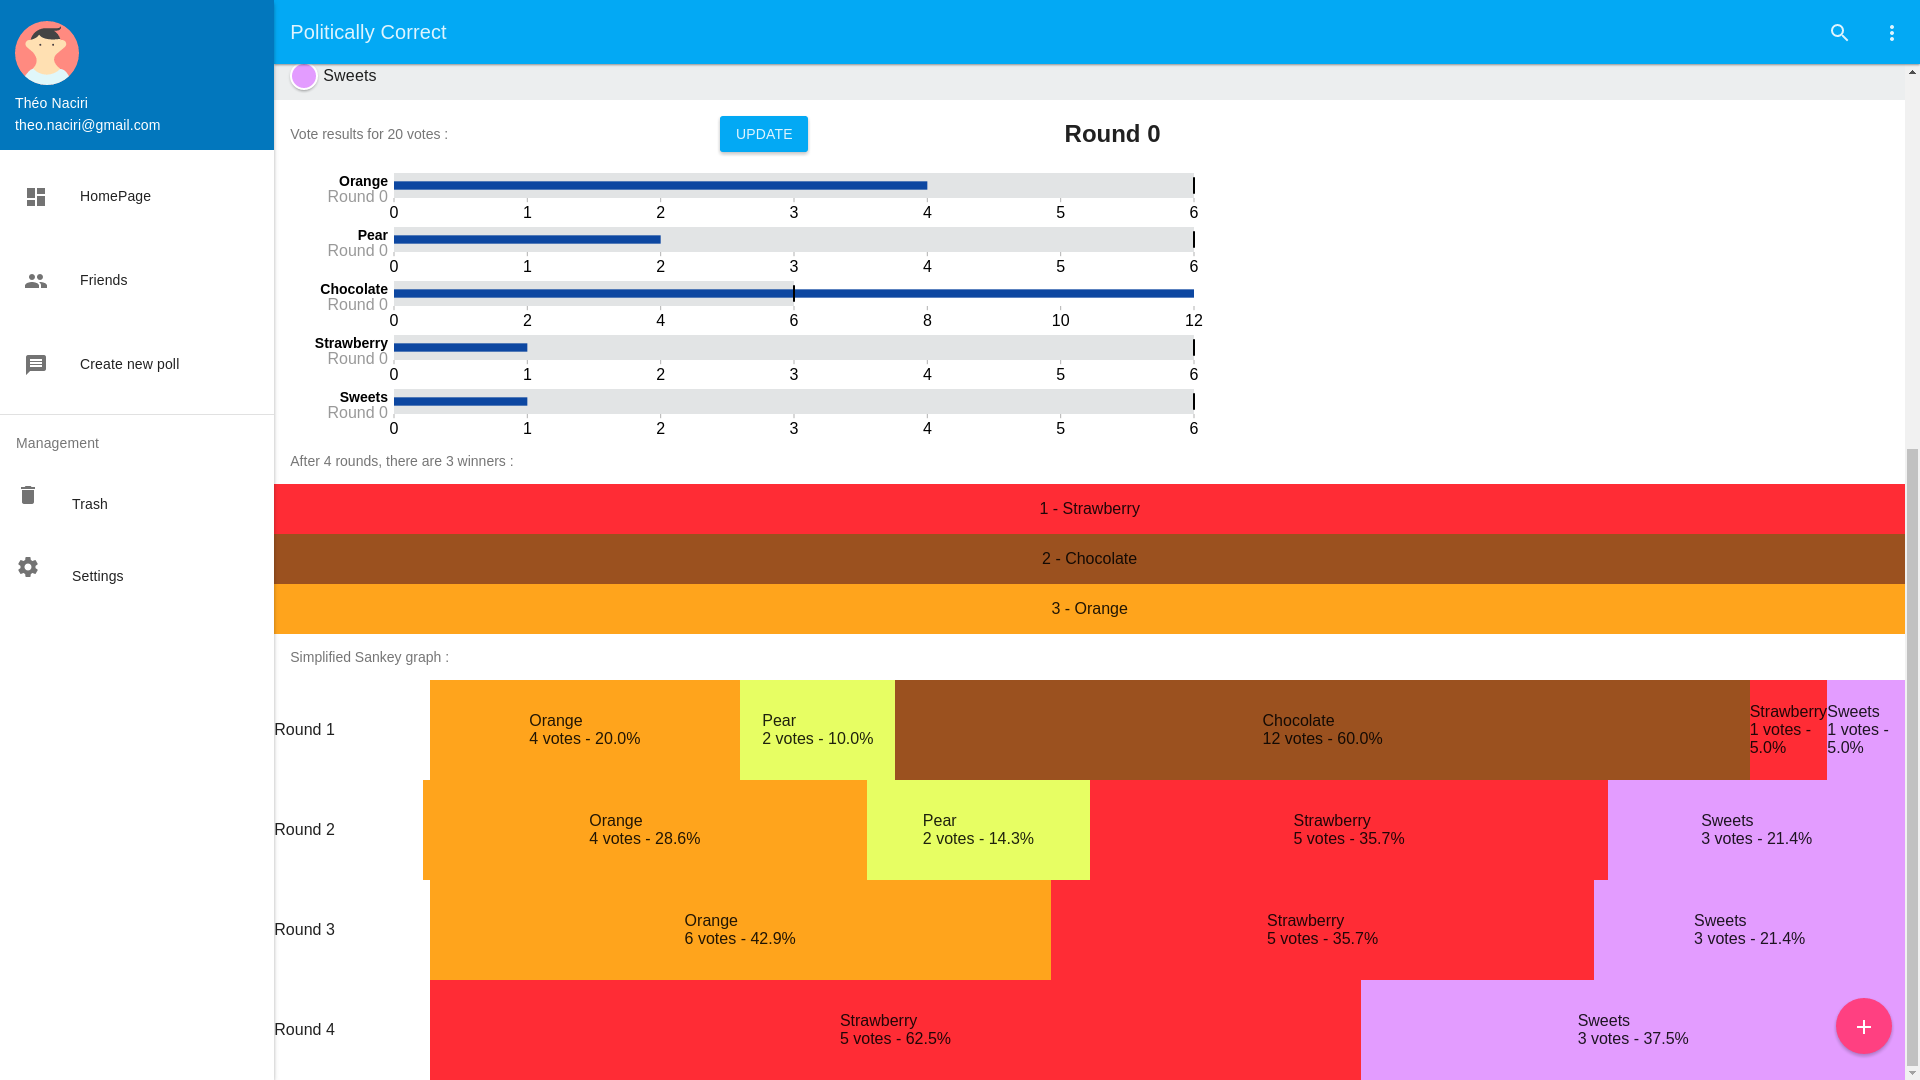 Politically Correct
Théo Naciri
theo.naciri@gmail.com
HomePage
Friends
Create new poll
Management
Trash
Settings
Sweets
Vote results for 20 votes :
UPDATE
Round 0
Orange
Round 0
0 1 2 3 4 5 6
Pear
Round 0
0 1 2 3 4 5 6
Chocolate
Round 0
0 2 4 6 8 10 12
Strawberry
Round 0
0 1 2 3 4 5 6
Sweets
Round 0
0 1 2 3 4 5 6
After 4 rounds, there are 3 winners :
1 - Strawberry
2 - Chocolate
3 - Orange
Simplified Sankey graph :
Round 1
Orange
4 votes - 20.0%
Pear
2 votes - 10.0%
Chocolate
12 votes - 60.0%
Strawberry
1 votes -
5.0%
Sweets
1 votes -
5.0%
Round 2
Orange
4 votes - 28.6%
Pear
2 votes - 14.3%
Strawberry
5 votes - 35.7%
Sweets
3 votes - 21.4%
Round 3
Orange
6 votes - 42.9%
Strawberry
5 votes - 35.7%
Sweets
3 votes - 21.4%
Round 4
Strawberry
5 votes - 62.5%
Sweets
3 votes - 37.5%